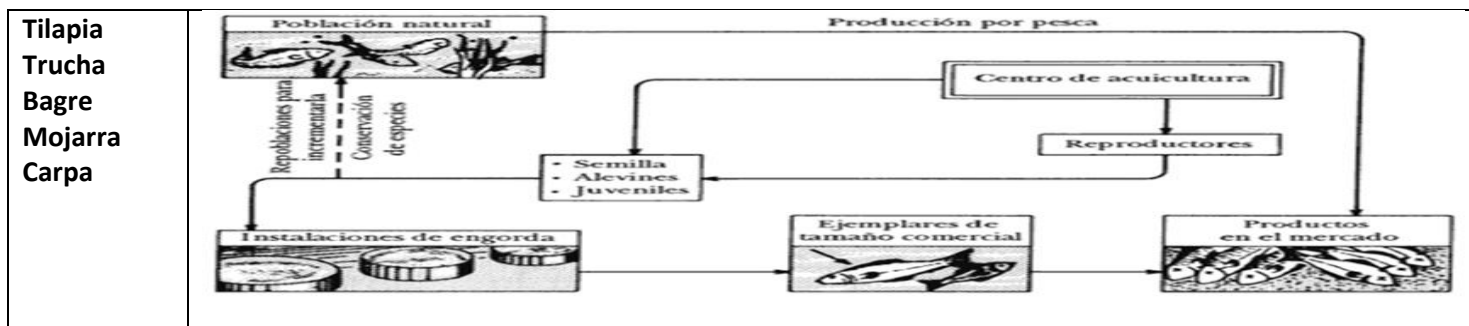 Tilapia
Trucha
Bagre
Mojarra
Carpa
Población natural
Producción por pesca
Centro de acuicultura
Repoblaciones para
incrementarla
Conservación
de especies
Reproductores
• Semilla
• Alevines
• Juveniles
Instalaciones de engorda
Ejemplares de
tamaño comercial
Productos
en el mercado